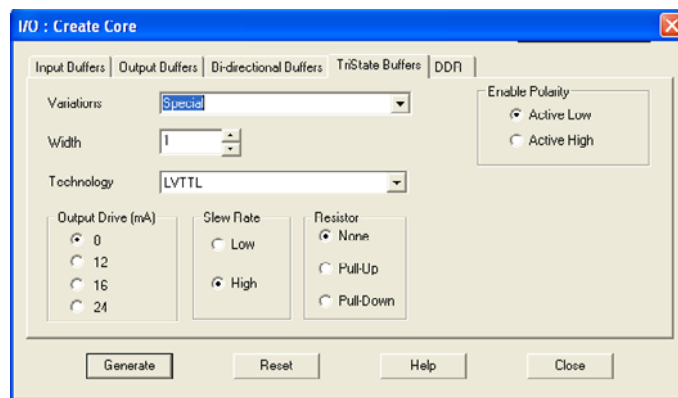 I/O : Create Core
Input Buffers Output Buffers Bi-directional Buffers TriState Buffers DDR
Variations Special
Width 1
Technology LVTTL
Enable Polarity
Active Low
Active High
Output Drive (mA)
8
12
16
24
Slew Rate
Low
High
Resistor
None
Pull-Up
Pull-Down
Generate Reset Help Close